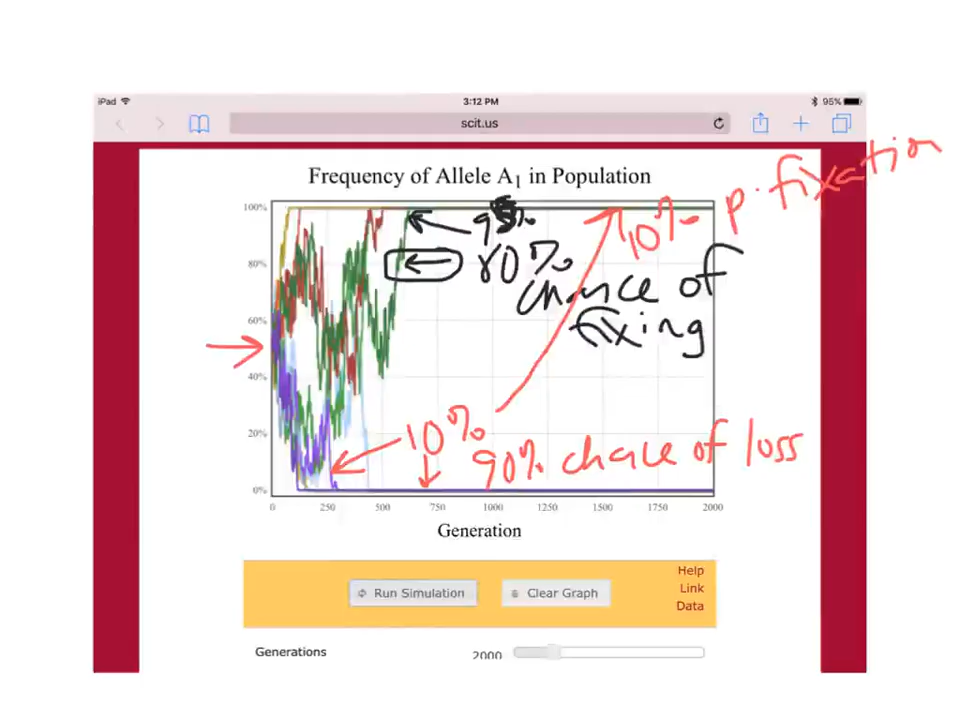 iPad 3:12 PM 95%
scit.us
Frequency of Allele A1 in Population
100%
80%
60%
40%
20%
0%
0 250 500 750 1000 1250 1500 1750 2000
Generation
10% p. fixation
80%
chance of
fixing
10%
90% chace of loss
Run Simulation Clear Graph
Help
Link
Data
Generations 2000